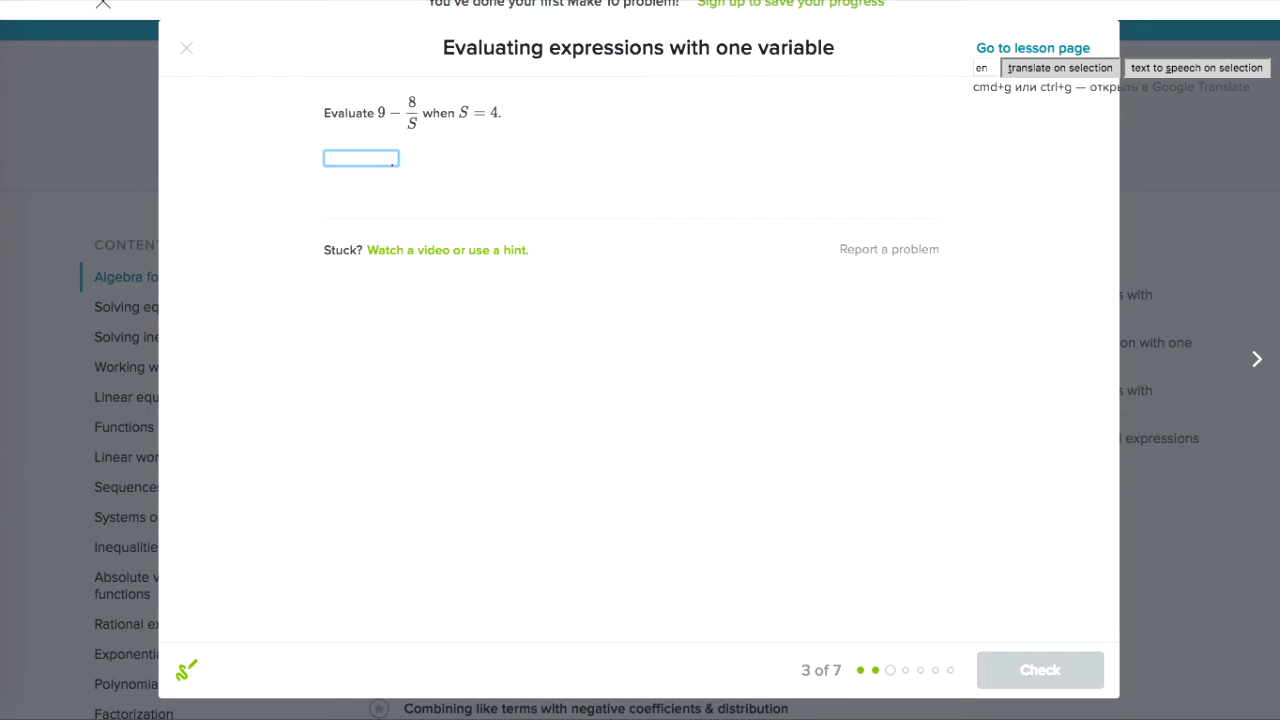 You've done your first Make 10 problem! Sign up to save your progress
Evaluating expressions with one variable
Go to lesson page
en translate on selection text to speech on selection
cmd+g или ctrl+g — открыть в Google Translate
Evaluate 9 − 8/S when S = 4.
Stuck? Watch a video or use a hint.
Report a problem
CONTENT
Algebra fo
Solving eq
Solving ine
Working w
Linear equ
Functions
Linear wor
Sequences
Systems o
Inequalitie
Absolute v
functions
Rational ex
Exponentia
Polynomia
Factorization
s with
on with one
s with
l expressions
3 of 7
Check
Combining like terms with negative coefficients & distribution